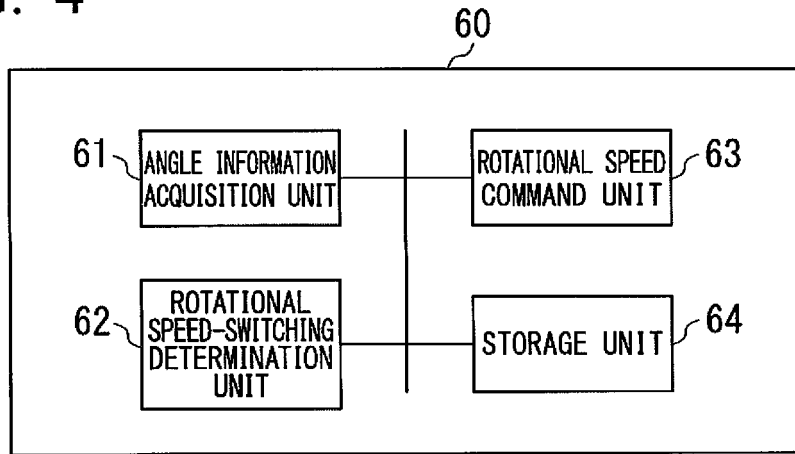 4
60
61
ANGLE INFORMATION
ACQUISITION UNIT
ROTATIONAL SPEED
COMMAND UNIT
63
62
ROTATIONAL
SPEED-SWITCHING
DETERMINATION
UNIT
STORAGE UNIT
64